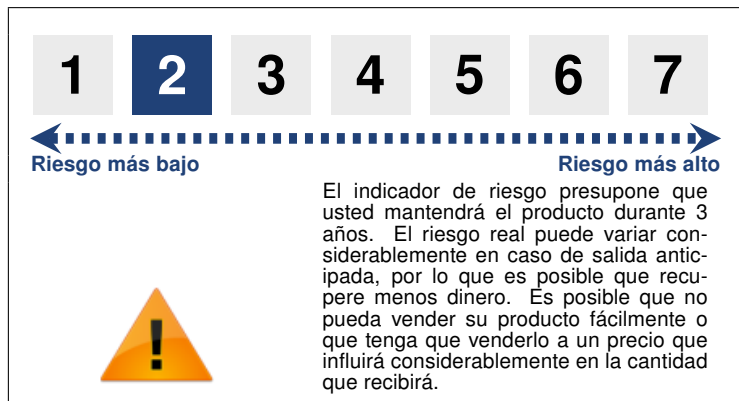 1 2 3 4 5 6 7
Riesgo más bajo Riesgo más alto
El indicador de riesgo presupone que
usted mantendrá el producto durante 3
años. El riesgo real puede variar con-
siderablemente en caso de salida antic-
ipada, por lo que es posible que recu-
pere menos dinero. Es posible que no
pueda vender su producto fácilmente o
que tenga que venderlo a un precio que
influirá considerablemente en la cantidad
que recibirá.
!